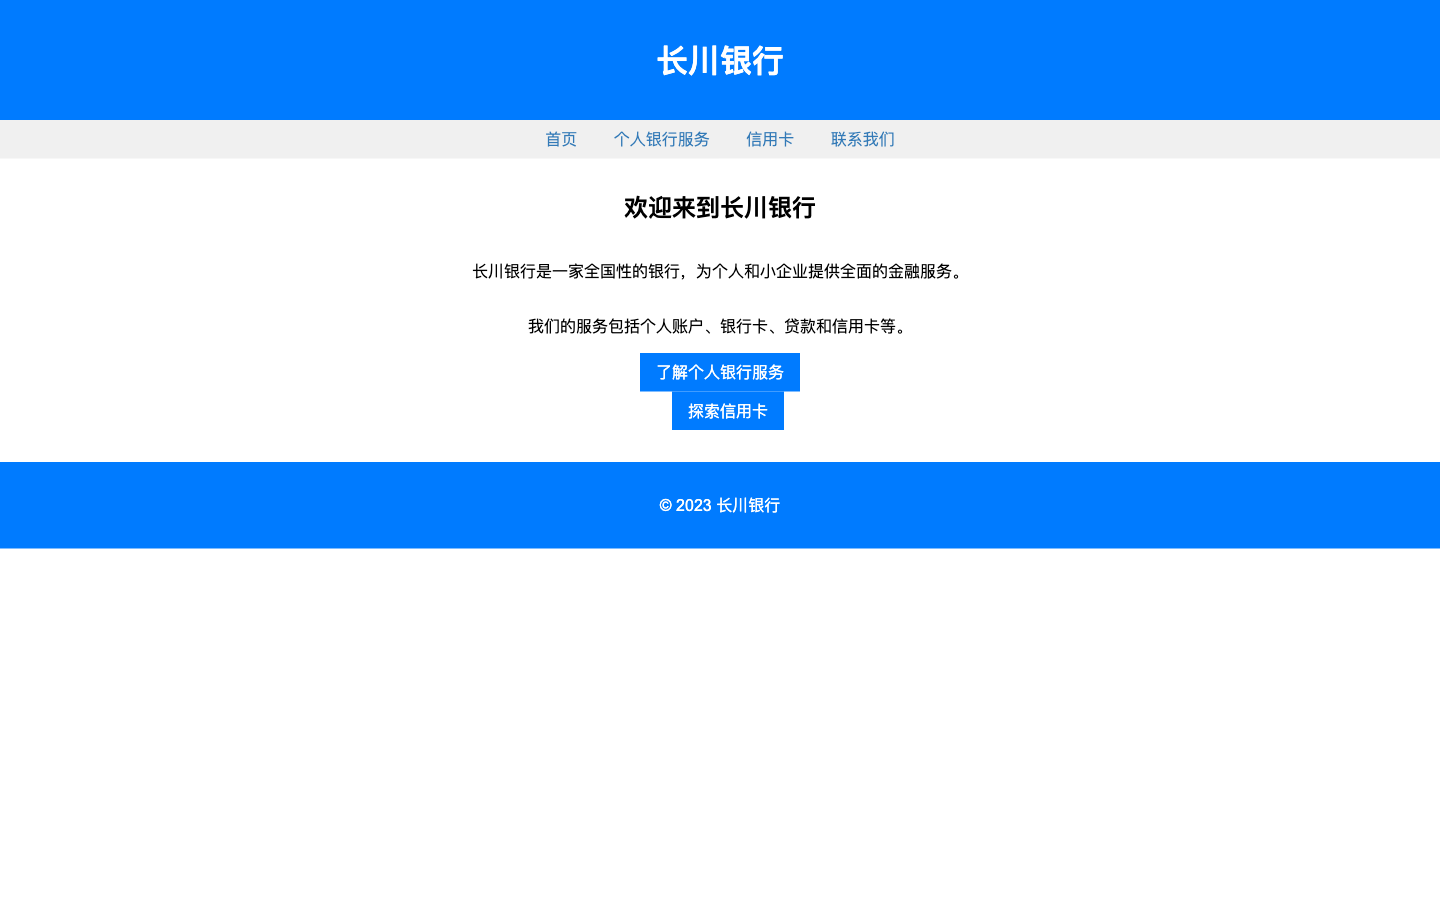 长川银行
首页 个人银行服务 信用卡 联系我们
欢迎来到长川银行
长川银行是一家全国性的银行，为个人和小企业提供全面的金融服务。
我们的服务包括个人账户、银行卡、贷款和信用卡等。
了解个人银行服务
探索信用卡
© 2023 长川银行